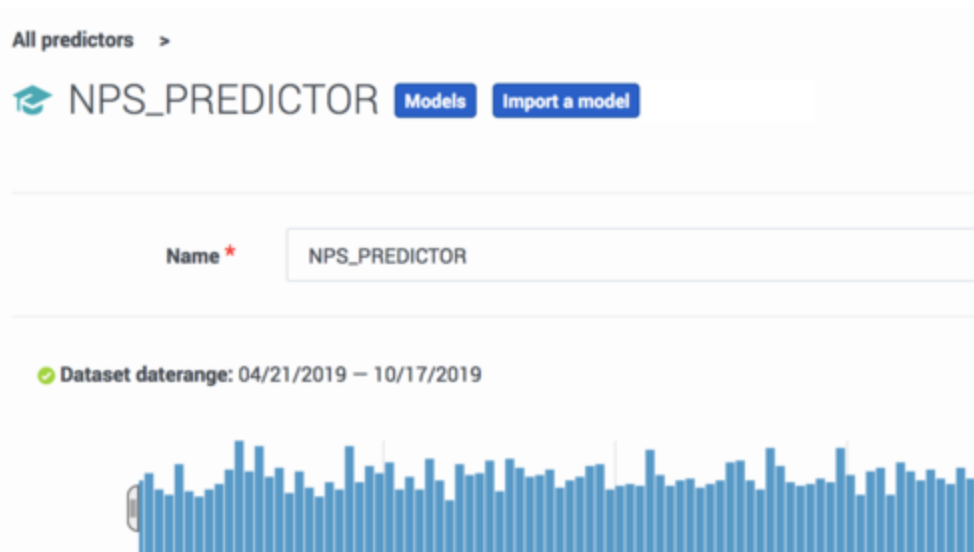 All predictors >
NPS_PREDICTOR Models Import a model
Name * NPS_PREDICTOR
Dataset daterange: 04/21/2019 — 10/17/2019